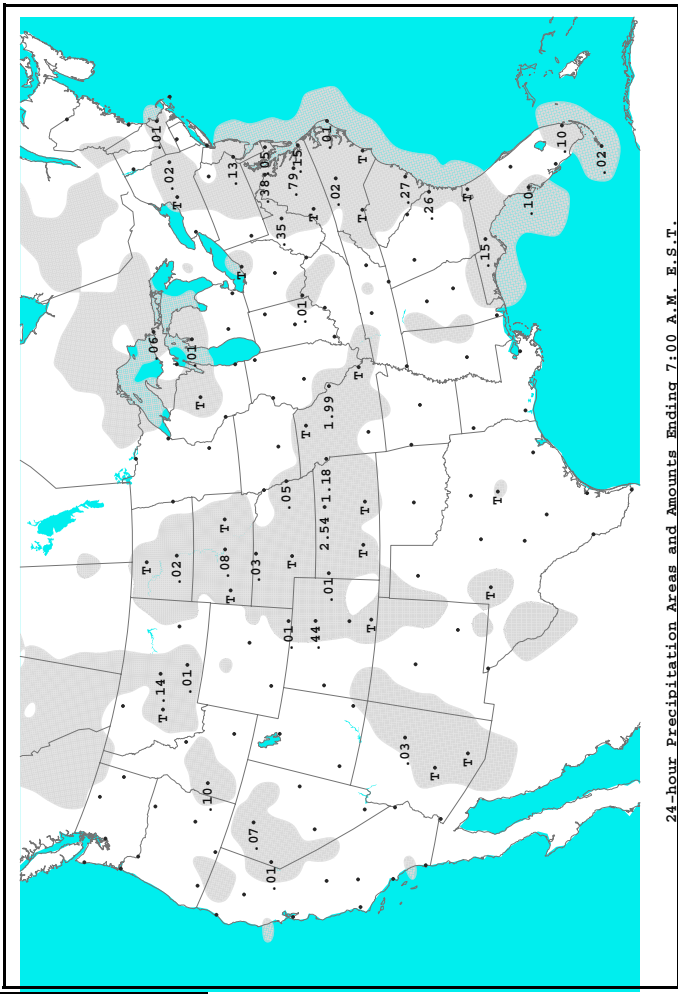 T
.06
.01
T
.14
.02
.02
T
.01
.01
T
.10
T
.08
T
.13
T
.07
.03
.38
.05
.01
.01
T
.05
.35
.79
.15
.44
T
.01
T
.01
2.54
1.18
1.99
.02
.01
T
T
T
T
T
T
.03
.26
.27
T
T
T
T
T
.15
.10
.10
.02
24-hour Precipitation Areas and Amounts Ending 7:00 A.M. E.S.T.